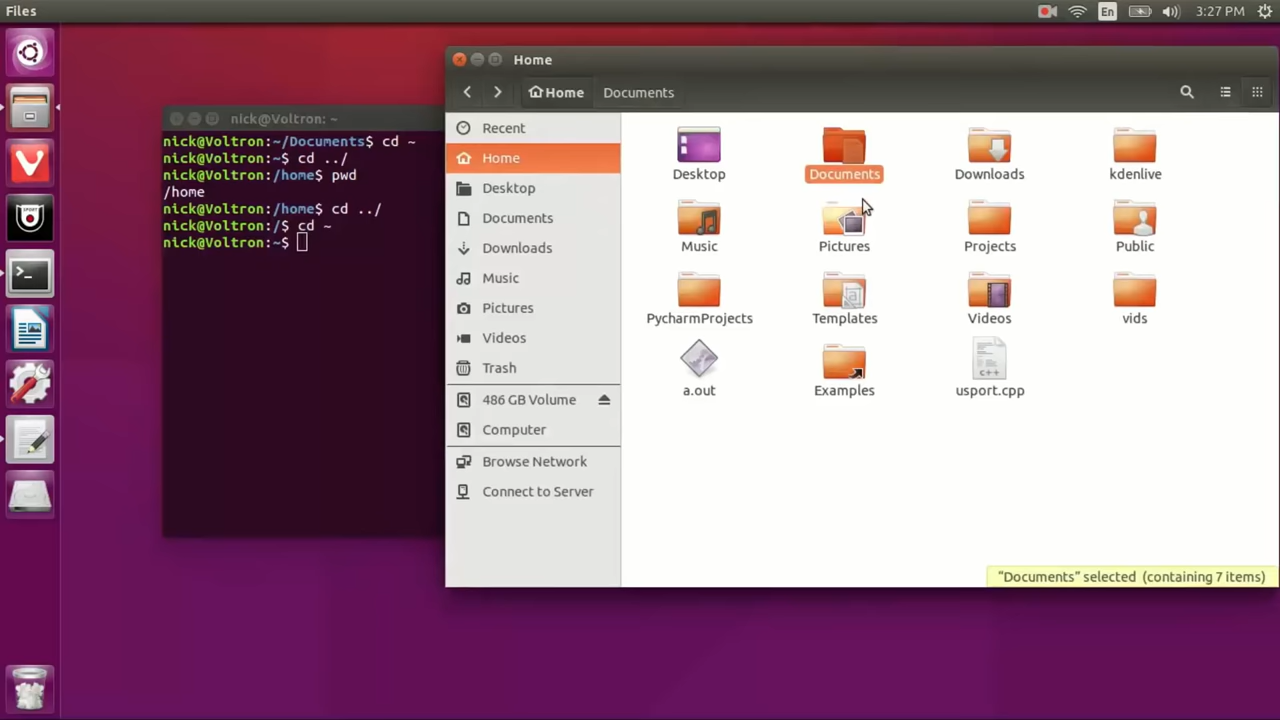 Files
En
3:27 PM
nick@Voltron: ~
nick@Voltron:~/Documents$ cd ~
nick@Voltron:~$ cd ../
nick@Voltron:/home$ pwd
/home
nick@Voltron:/home$ cd ../
nick@Voltron:/$ cd ~
nick@Voltron:~$
Home
Home Documents
Recent
Home
Desktop
Documents
Downloads
Music
Pictures
Videos
Trash
486 GB Volume
Computer
Browse Network
Connect to Server
Desktop Documents Downloads kdenlive
Music Pictures Projects Public
PycharmProjects Templates Videos vids
a.out Examples usport.cpp
C++
"Documents" selected (containing 7 items)
SPORT